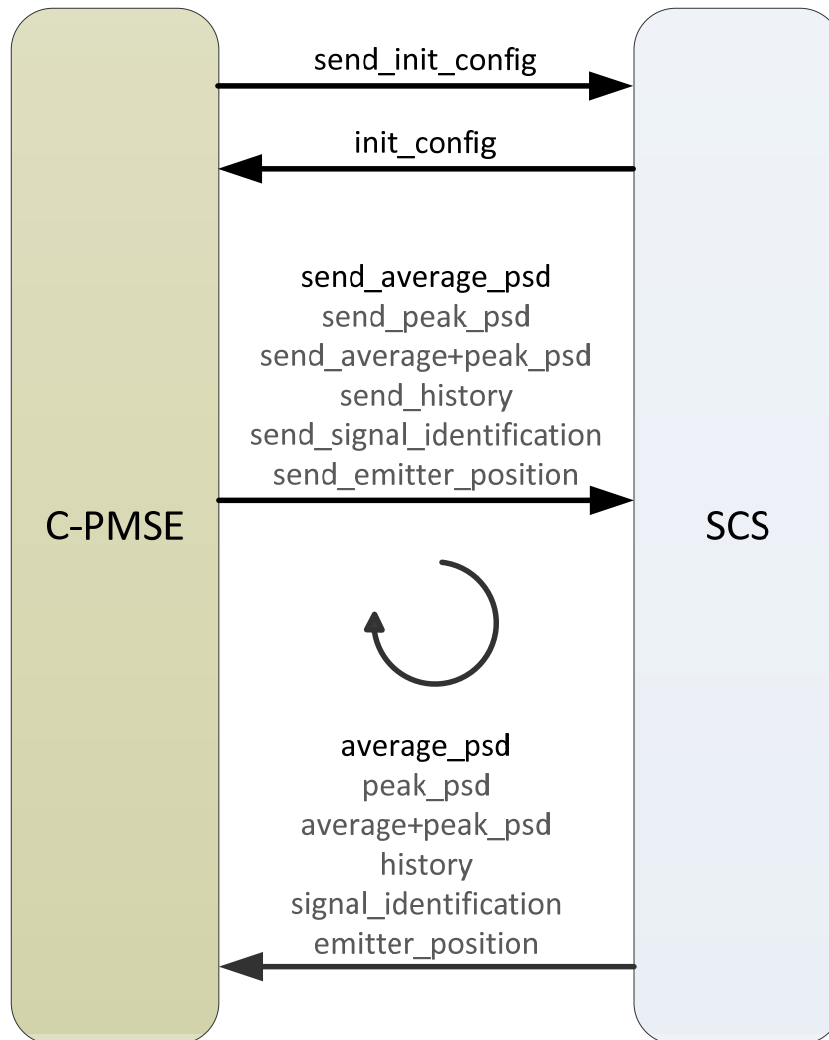 send_init_config
init_config
send_average_psd
send_peak_psd
send_average+peak_psd
send_history
send_signal_identification
send_emitter_position
C-PMSE
SCS
average_psd
peak_psd
average+peak_psd
history
signal_identification
emitter_position